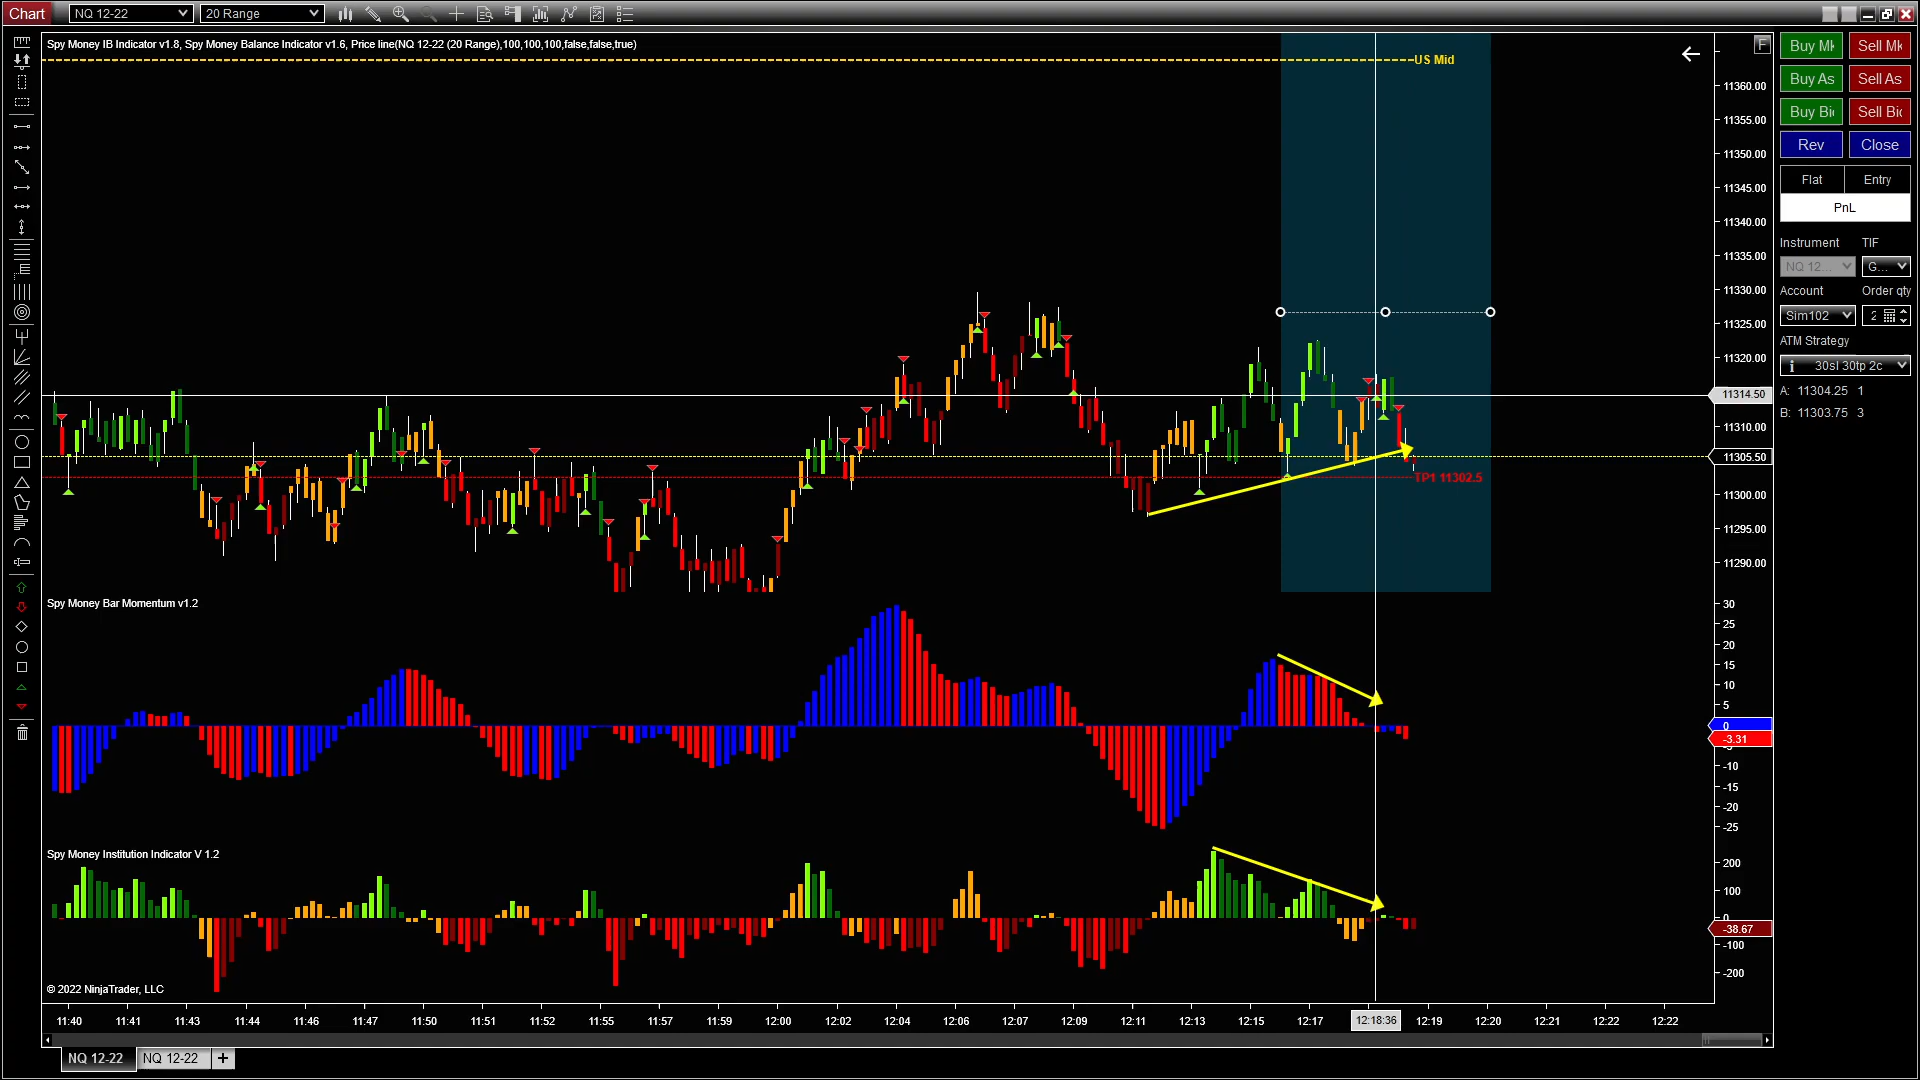 Chart NQ 12-22 20 Range
Spy Money IB Indicator v1.8, Spy Money Balance Indicator v1.6, Price line(NQ 12-22 (20 Range),100,100,100,false,false,true)
US Mid
F
11360.00
11355.00
11350.00
11345.00
11340.00
11335.00
11330.00
11325.00
11320.00
11314.50
11310.00
11305.50
TP1 11302.5
11300.00
11295.00
11290.00
Spy Money Bar Momentum v1.2
30
25
20
15
10
5
0
-3.31
-10
-15
-20
-25
Spy Money Institution Indicator V 1.2
200
100
0
-38.67
-100
-200
© 2022 NinjaTrader, LLC
11:40 11:41 11:43 11:44 11:46 11:47 11:50 11:51 11:52 11:55 11:57 11:59 12:00 12:02 12:04 12:06 12:07 12:09 12:11 12:13 12:15 12:17 12:18:36 12:19 12:20 12:21 12:22 12:22
NQ 12-22 NQ 12-22 +
Buy Sell
Buy As Sell As
Buy Sell
Rev Close
Flat Entry
PnL
Instrument TIF
NQ 12... G...
Account Order qty
Sim102 2
ATM Strategy
i 30sl 30tp 2c
A: 11304.25 1
B: 11303.75 3